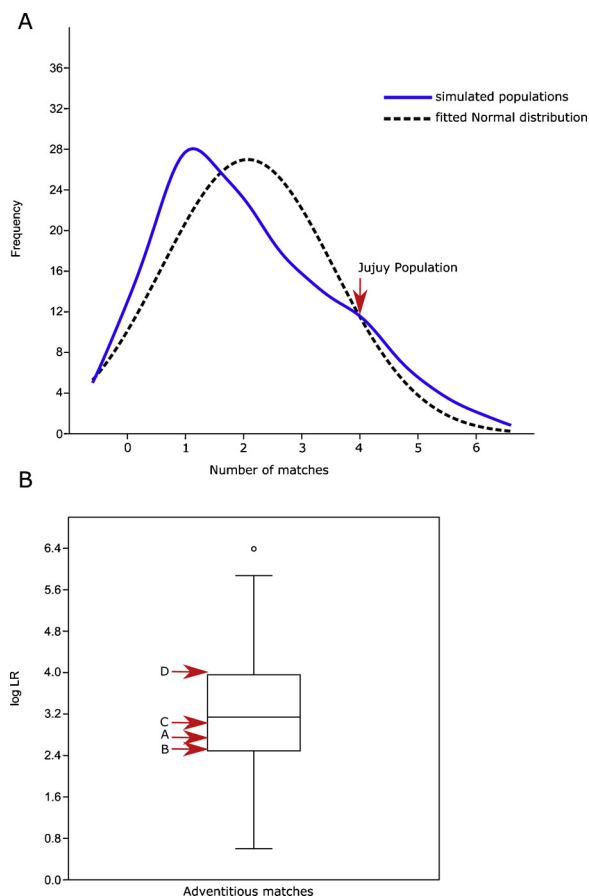 A
36
32
28
24
20
16
12
8
4
0
Frequency
simulated populations
fitted Normal distribution
Jujuy Population
0 1 2 3 4 5 6
Number of matches
B
6.4
5.6
4.8
4.0
3.2
2.4
1.6
0.8
0.0
log LR
D
C
A
B
Adventitious matches